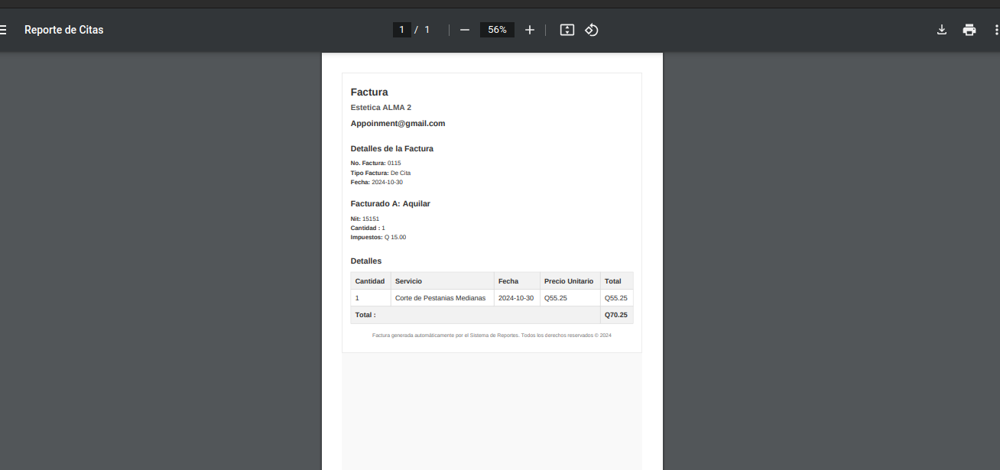 Reporte de Citas
1 / 1
56%
Factura
Estetica ALMA 2
Appoinment@gmail.com
Detalles de la Factura
No. Factura: 0115
Tipo Factura: De Cita
Fecha: 2024-10-30
Facturado A: Aquilar
Nit: 15151
Cantidad : 1
Impuestos: Q 15.00
Detalles
Cantidad Servicio Fecha Precio Unitario Total
1 Corte de Pestanias Medianas 2024-10-30 Q55.25 Q55.25
Total : Q70.25
Factura generada automáticamente por el Sistema de Reportes. Todos los derechos reservados © 2024